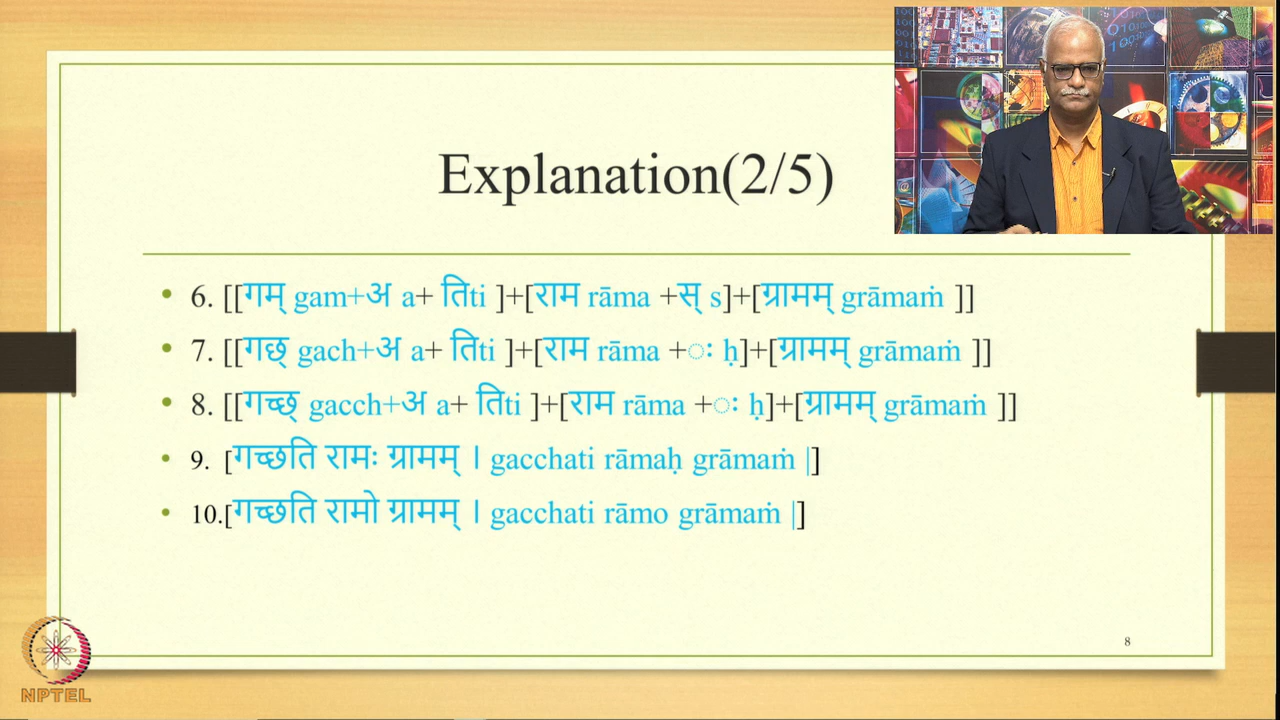 Explanation(2/5)
• 6. [[गम् gam+अ a+ तिti ]+[राम rāma +स् s]+[ग्रामम् grāmaṁ ]]
• 7. [[गछ् gach+अ a+ तिti ]+[राम rāma +ः ḥ]+[ग्रामम् grāmaṁ ]]
• 8. [[गच्छ् gacch+अ a+ तिti ]+[राम rāma +ः ḥ]+[ग्रामम् grāmaṁ ]]
• 9. [गच्छति रामः ग्रामम् । gacchati rāmaḥ grāmaṁ |]
• 10.[गच्छति रामो ग्रामम् । gacchati rāmo grāmaṁ |]
8
NPTEL